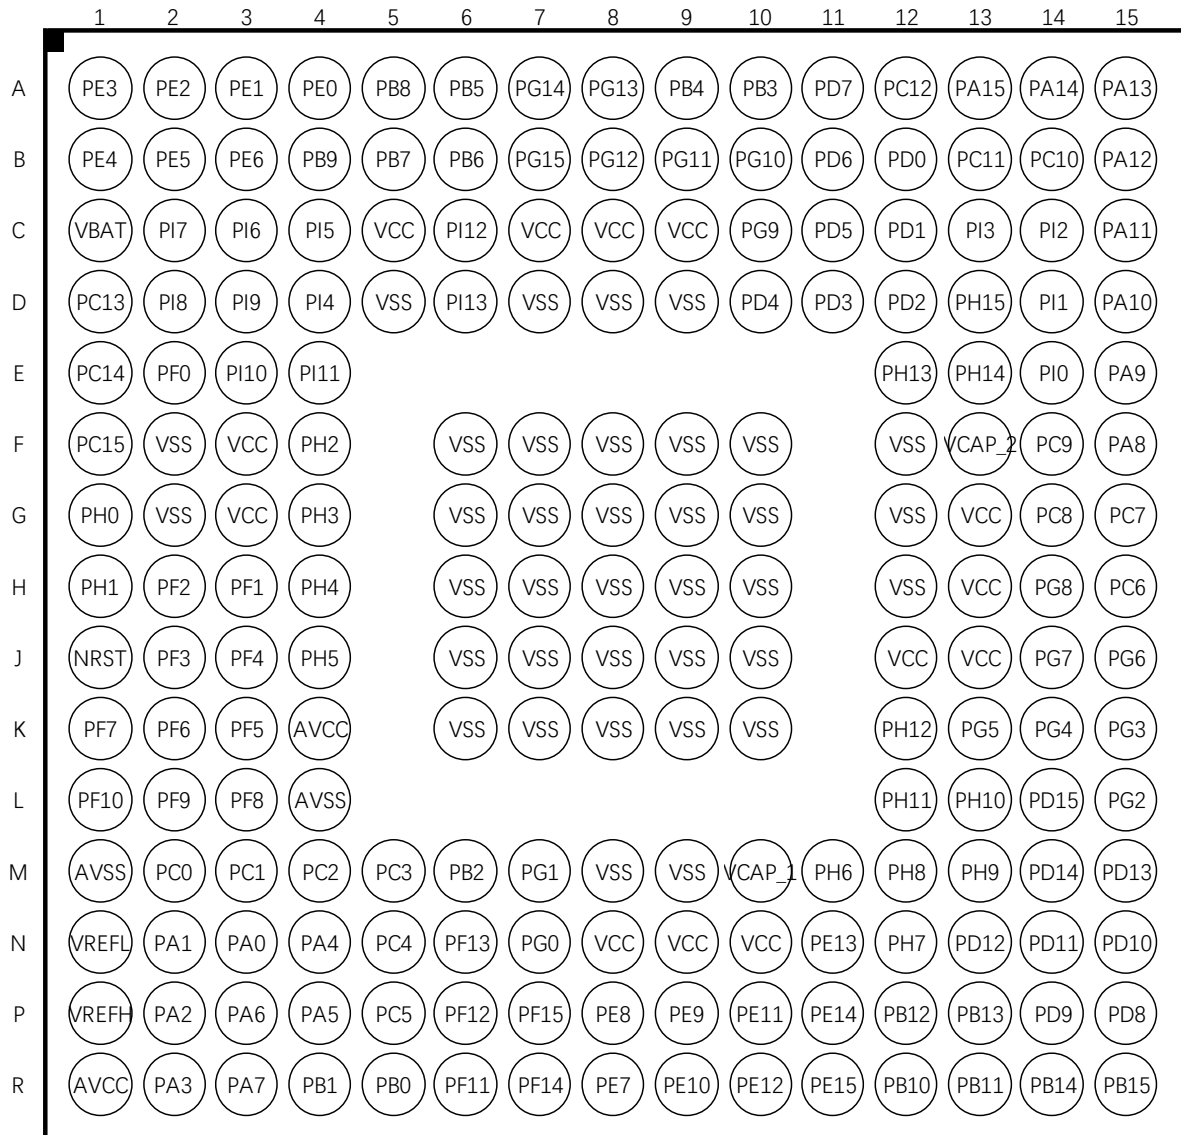 1 2 3 4 5 6 7 8 9 10 11 12 13 14 15
A PE3 PE2 PE1 PE0 PB8 PB5 PG14 PG13 PB4 PB3 PD7 PC12 PA15 PA14 PA13
B PE4 PE5 PE6 PB9 PB7 PB6 PG15 PG12 PG11 PG10 PD6 PD0 PC11 PC10 PA12
C VBAT PI7 PI6 PI5 VCC PI12 VCC VCC VCC PG9 PD5 PD1 PI3 PI2 PA11
D PC13 PI8 PI9 PI4 VSS PI13 VSS VSS VSS PD4 PD3 PD2 PH15 PI1 PA10
E PC14 PF0 PI10 PI11 PH13 PH14 PI0 PA9
F PC15 VSS VCC PH2 VSS VSS VSS VSS VSS VSS VCAP_2 PC9 PA8
G PH0 VSS VCC PH3 VSS VSS VSS VSS VSS VSS VCC PC8 PC7
H PH1 PF2 PF1 PH4 VSS VSS VSS VSS VSS VSS VCC PG8 PC6
J NRST PF3 PF4 PH5 VSS VSS VSS VSS VSS VCC VCC PG7 PG6
K PF7 PF6 PF5 AVCC VSS VSS VSS VSS VSS PH12 PG5 PG4 PG3
L PF10 PF9 PF8 AVSS PH11 PH10 PD15 PG2
M AVSS PC0 PC1 PC2 PC3 PB2 PG1 VSS VSS VCAP_1 PH6 PH8 PH9 PD14 PD13
N VREFL PA1 PA0 PA4 PC4 PF13 PG0 VCC VCC VCC PE13 PH7 PD12 PD11 PD10
P VREFH PA2 PA6 PA5 PC5 PF12 PF15 PE8 PE9 PE11 PE14 PB12 PB13 PD9 PD8
R AVCC PA3 PA7 PB1 PB0 PF11 PF14 PE7 PE10 PE12 PE15 PB10 PB11 PB14 PB15